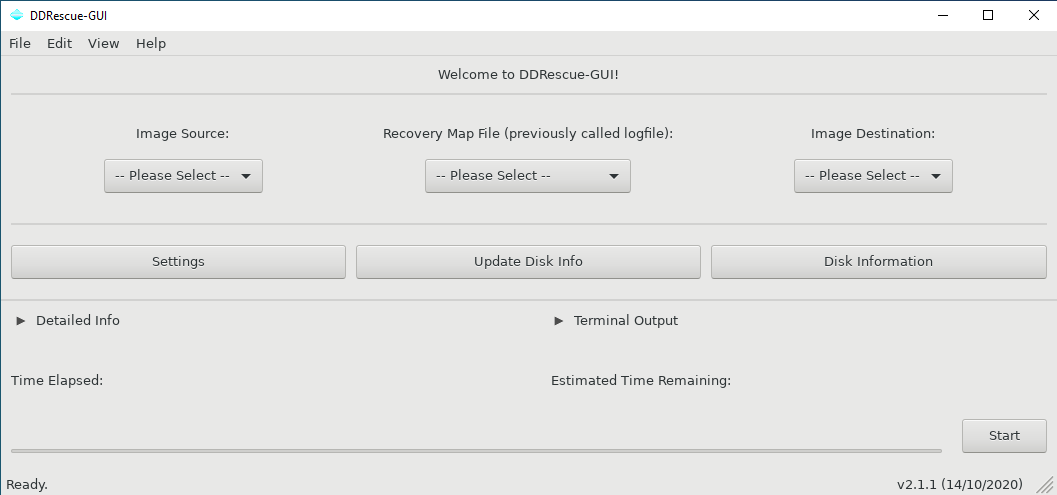 DDRescue-GUI
File Edit View Help
Welcome to DDRescue-GUI!
Image Source: Recovery Map File (previously called logfile): Image Destination:
-- Please Select -- -- Please Select -- -- Please Select --
Settings Update Disk Info Disk Information
Detailed Info Terminal Output
Time Elapsed: Estimated Time Remaining:
Start
Ready. v2.1.1 (14/10/2020)